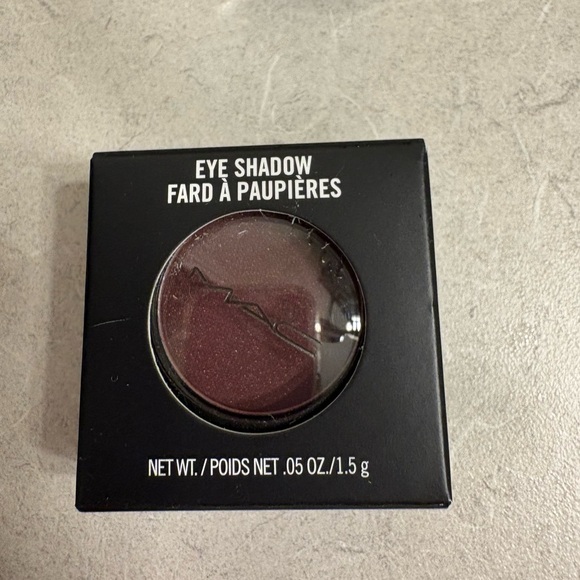 EYE SHADOW
FARD À PAUPIÈRES
NET WT. / POIDS NET .05 OZ./1.5 g